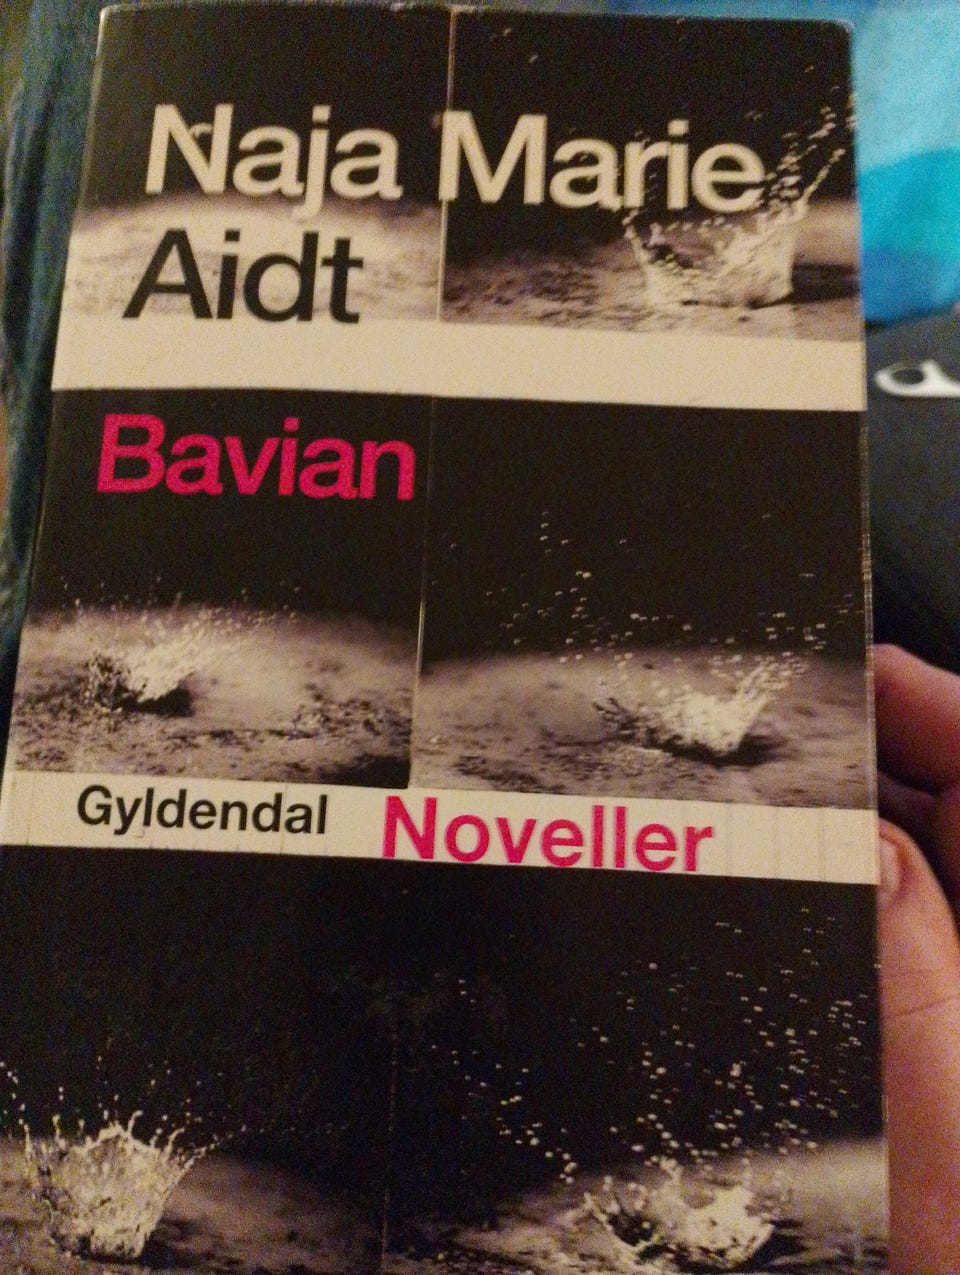 Naja Marie
Aidt
Bavian
Gyldendal Noveller